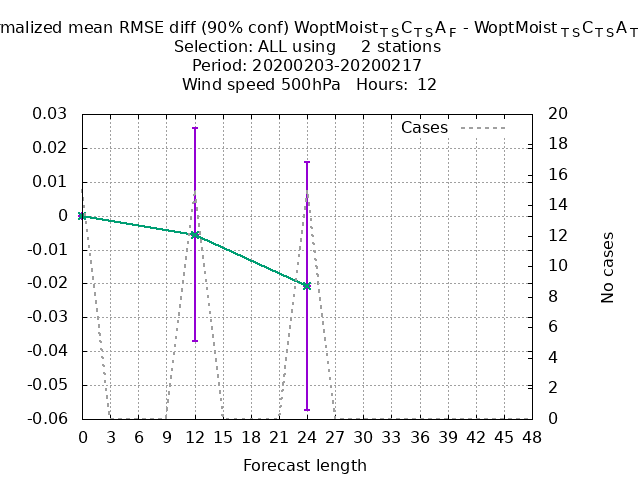 rmalized mean RMSE diff (90% conf) WoptMoist T S C T S A F - WoptMoist T S C T S A T
Selection: ALL using 2 stations
Period: 20200203-20200217
Wind speed 500hPa Hours: 12
Cases
0.03
0.02
0.01
0
-0.01
-0.02
-0.03
-0.04
-0.05
-0.06
20
18
16
14
12
10
8
6
4
2
0
No cases
0 3 6 9 12 15 18 21 24 27 30 33 36 39 42 45 48
Forecast length